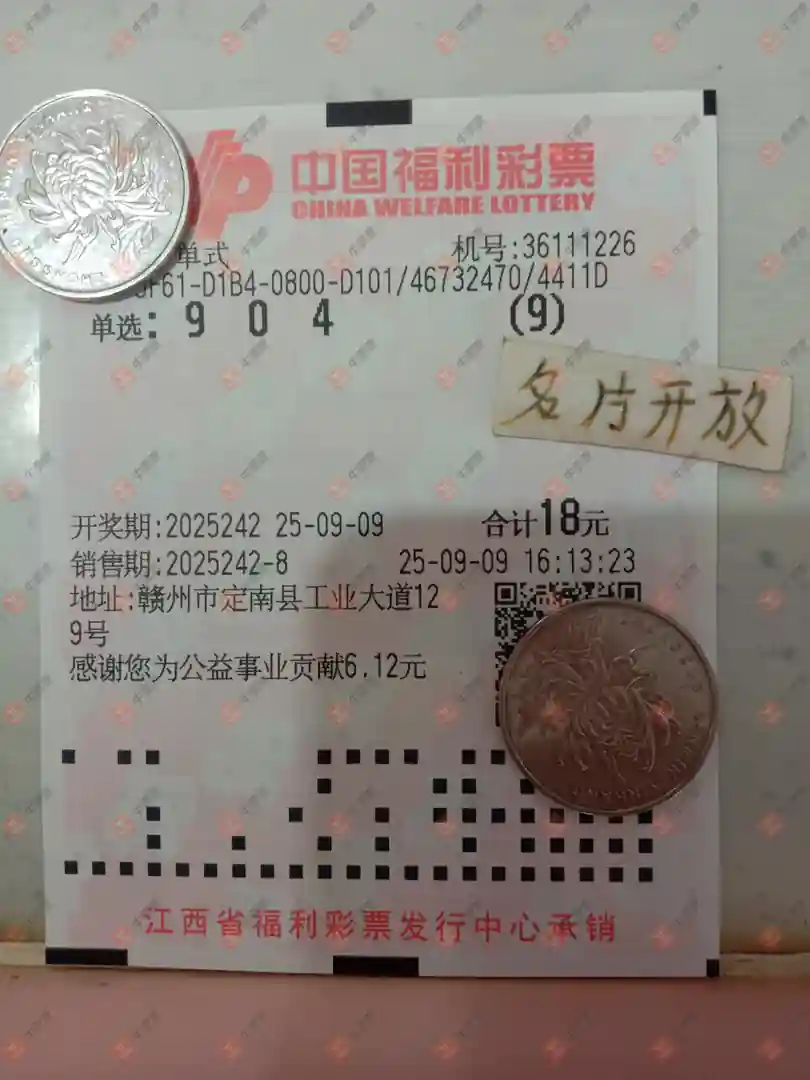 中国福利彩票
CHINA WELFARE LOTTERY
单式 机号:36111226
F61-D1B4-0800-D101/46732470/4411D
单选: 9 0 4 (9)
名片开放
开奖期:2025242 25-09-09 合计18元
销售期:2025242-8 25-09-09 16:13:23
地址:赣州市定南县工业大道12
9号
感谢您为公益事业贡献6.12元
江西省福利彩票发行中心承销